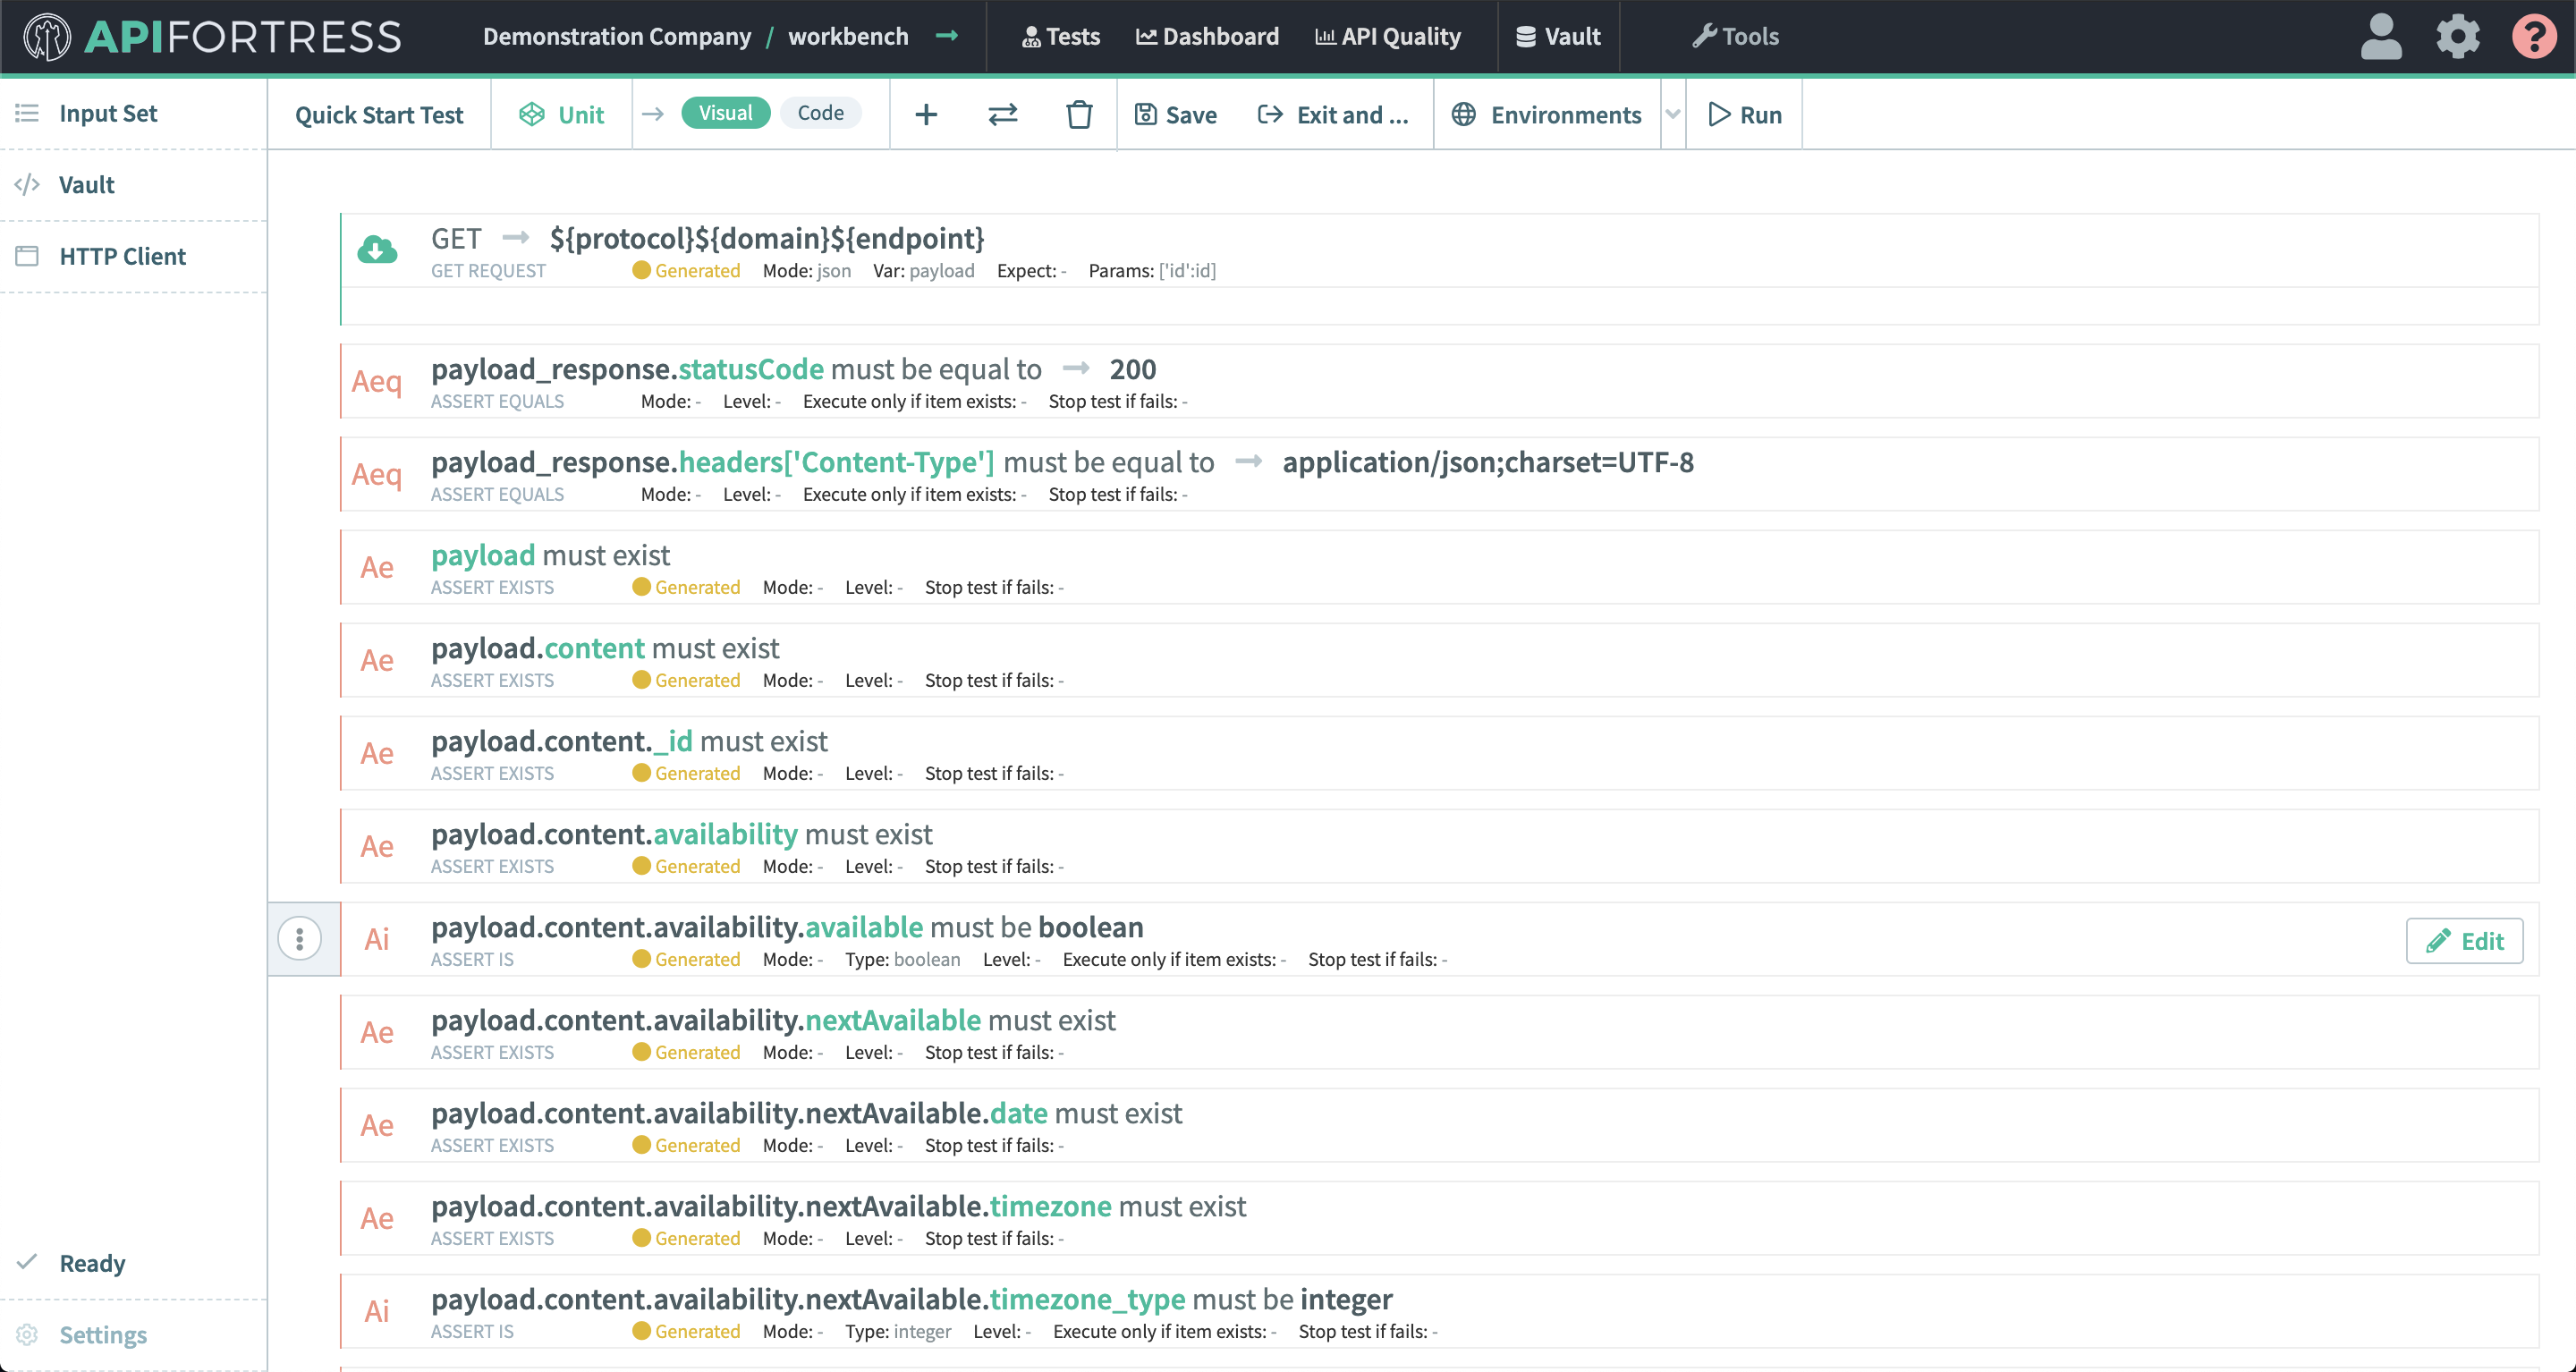 APIFORTRESS Demonstration Company / workbench Tests Dashboard API Quality Vault Tools ?
Input Set
Vault
HTTP Client
Ready
Settings
Quick Start Test Unit Visual Code Save Exit and ... Environments Run
GET ${protocol}${domain}${endpoint}
GET REQUEST Generated Mode: json Var: payload Expect: - Params: ['id':id]
Aeq payload_response.statusCode must be equal to 200
ASSERT EQUALS Mode: - Level: - Execute only if item exists: - Stop test if fails: -
Aeq payload_response.headers['Content-Type'] must be equal to application/json;charset=UTF-8
ASSERT EQUALS Mode: - Level: - Execute only if item exists: - Stop test if fails: -
Ae payload must exist
ASSERT EXISTS Generated Mode: - Level: - Stop test if fails: -
Ae payload.content must exist
ASSERT EXISTS Generated Mode: - Level: - Stop test if fails: -
Ae payload.content._id must exist
ASSERT EXISTS Generated Mode: - Level: - Stop test if fails: -
Ae payload.content.availability must exist
ASSERT EXISTS Generated Mode: - Level: - Stop test if fails: -
Ai payload.content.availability.available must be boolean Edit
ASSERT IS Generated Mode: - Type: boolean Level: - Execute only if item exists: - Stop test if fails: -
Ae payload.content.availability.nextAvailable must exist
ASSERT EXISTS Generated Mode: - Level: - Stop test if fails: -
Ae payload.content.availability.nextAvailable.date must exist
ASSERT EXISTS Generated Mode: - Level: - Stop test if fails: -
Ae payload.content.availability.nextAvailable.timezone must exist
ASSERT EXISTS Generated Mode: - Level: - Stop test if fails: -
Ai payload.content.availability.nextAvailable.timezone_type must be integer
ASSERT IS Generated Mode: - Type: integer Level: - Execute only if item exists: - Stop test if fails: -